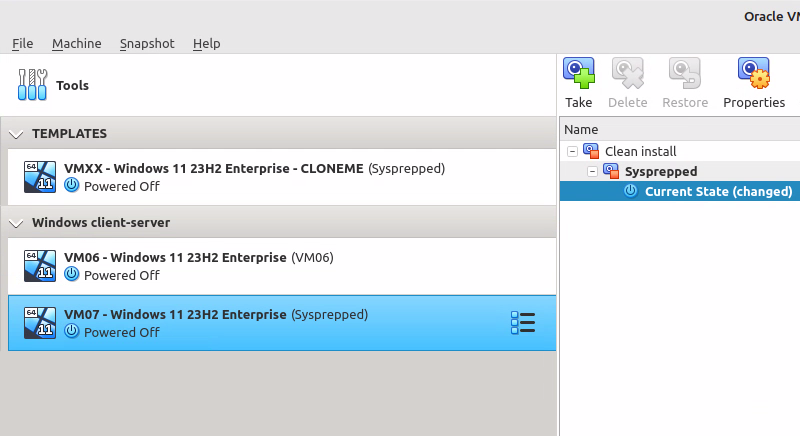 Oracle VM
File Machine Snapshot Help
Tools
Take Delete Restore Properties
Name
TEMPLATES
64 11 VMXX - Windows 11 23H2 Enterprise - CLONEME (Sysprepped)
Powered Off
Windows client-server
64 11 VM06 - Windows 11 23H2 Enterprise (VM06)
Powered Off
64 11 VM07 - Windows 11 23H2 Enterprise (Sysprepped)
Powered Off
Clean install
Sysprepped
Current State (changed)